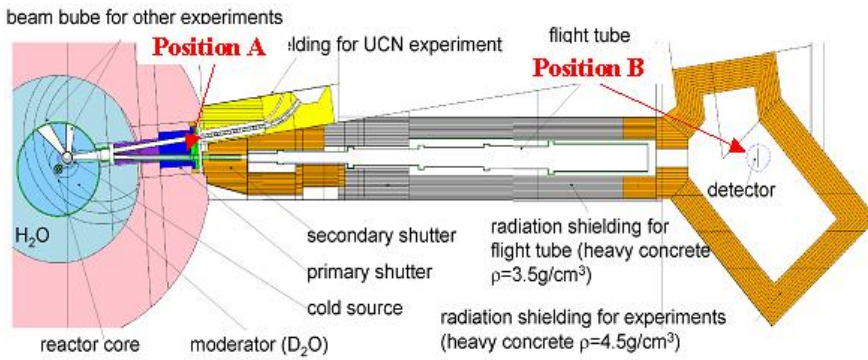 beam bube for other experiments
Position A
elding for UCN experiment
flight tube
Position B
detector
H₂O
radiation shielding for
flight tube (heavy concrete
ρ=3.5g/cm³)
secondary shutter
primary shutter
cold source
radiation shielding for experiments
(heavy concrete ρ=4.5g/cm³)
reactor core
moderator (D₂O)